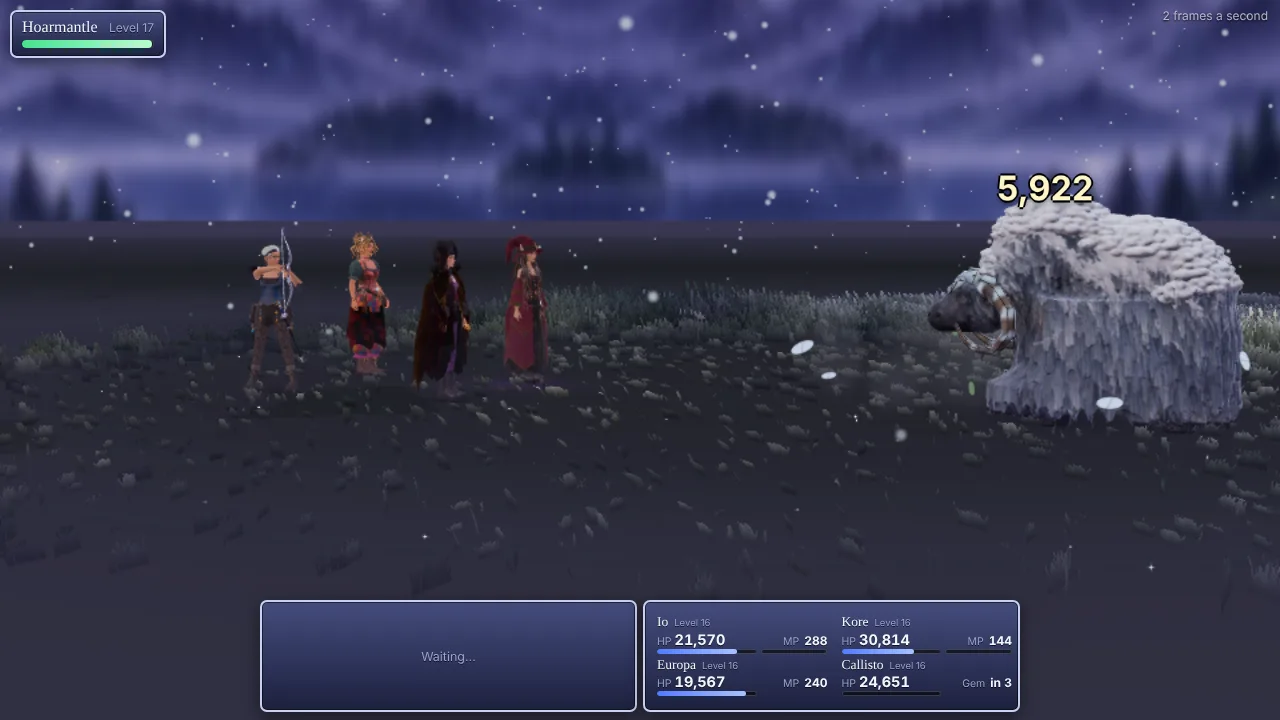 Hoarmantle Level 17
2 frames a second
5,922
Waiting...
Io Level 16
HP 21,570 MP 288
Kore Level 16
HP 30,814 MP 144
Europa Level 16
HP 19,567 MP 240
Callisto Level 16
HP 24,651 Gem in 3